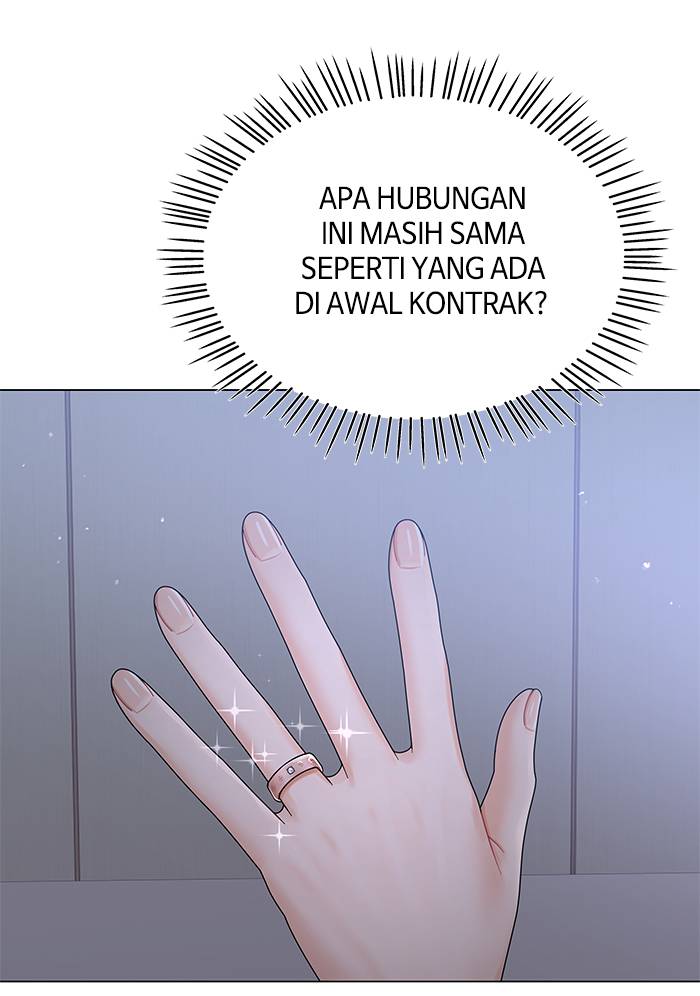 APA HUBUNGAN
INI MASIH SAMA
SEPERTI YANG ADA
DI AWAL KONTRAK?